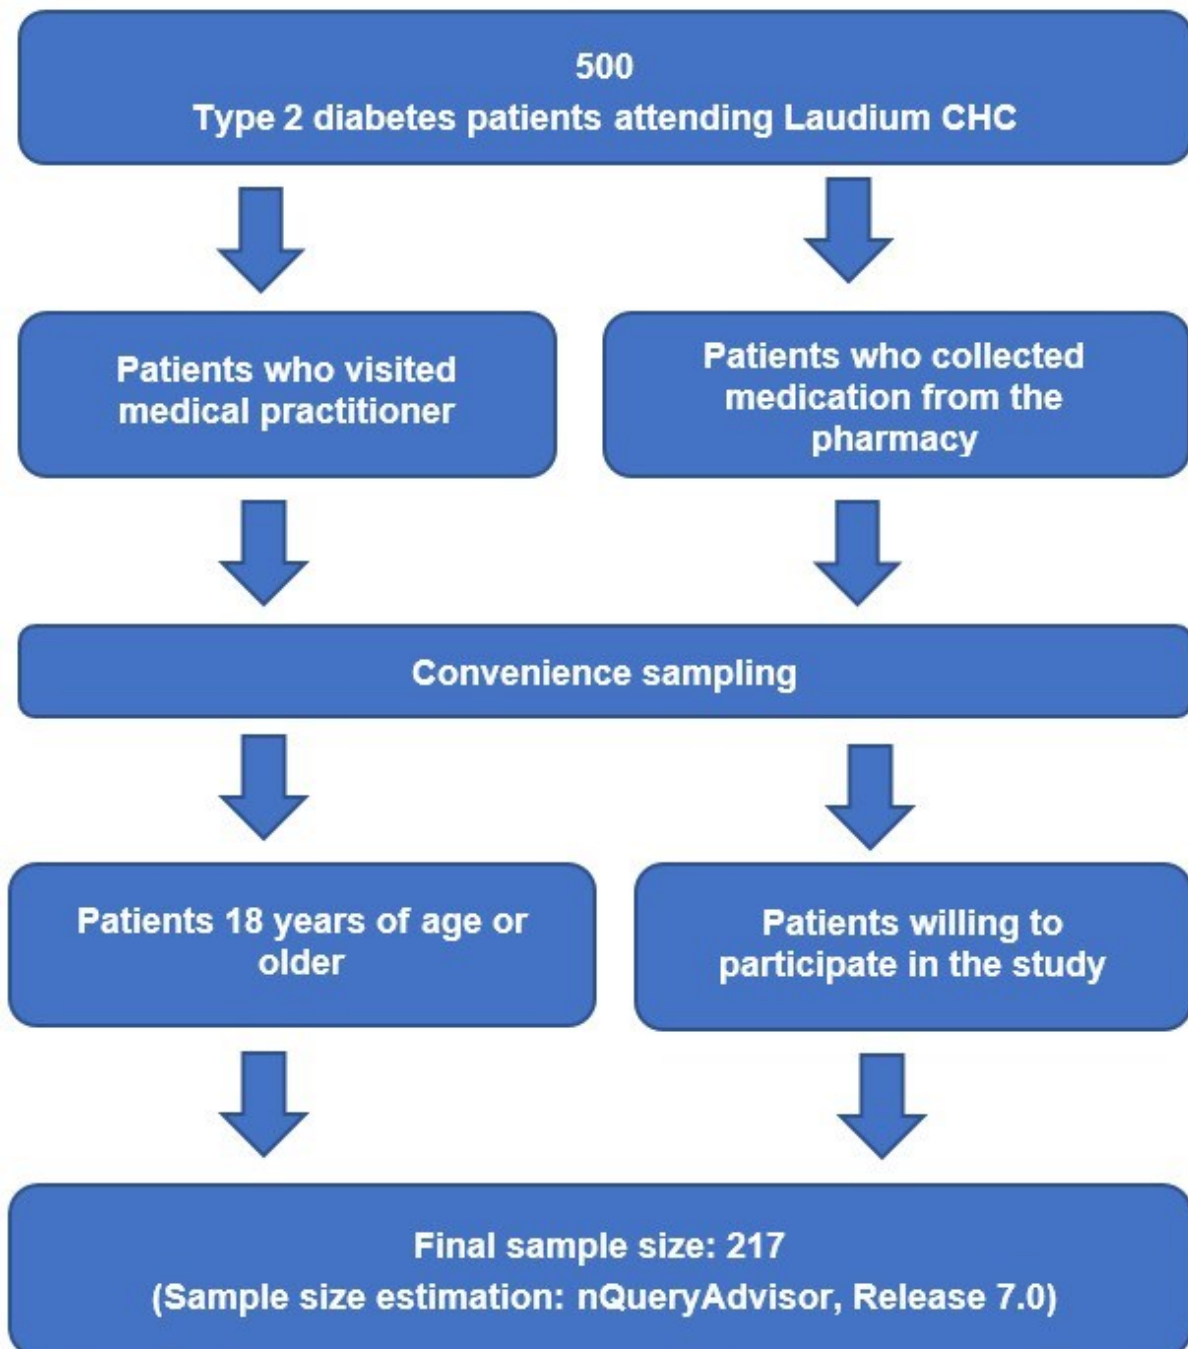 500
Type 2 diabetes patients attending Laudium CHC
Patients who visited
medical practitioner
Patients who collected
medication from the
pharmacy
Convenience sampling
Patients 18 years of age or
older
Patients willing to
participate in the study
Final sample size: 217
(Sample size estimation: nQueryAdvisor, Release 7.0)